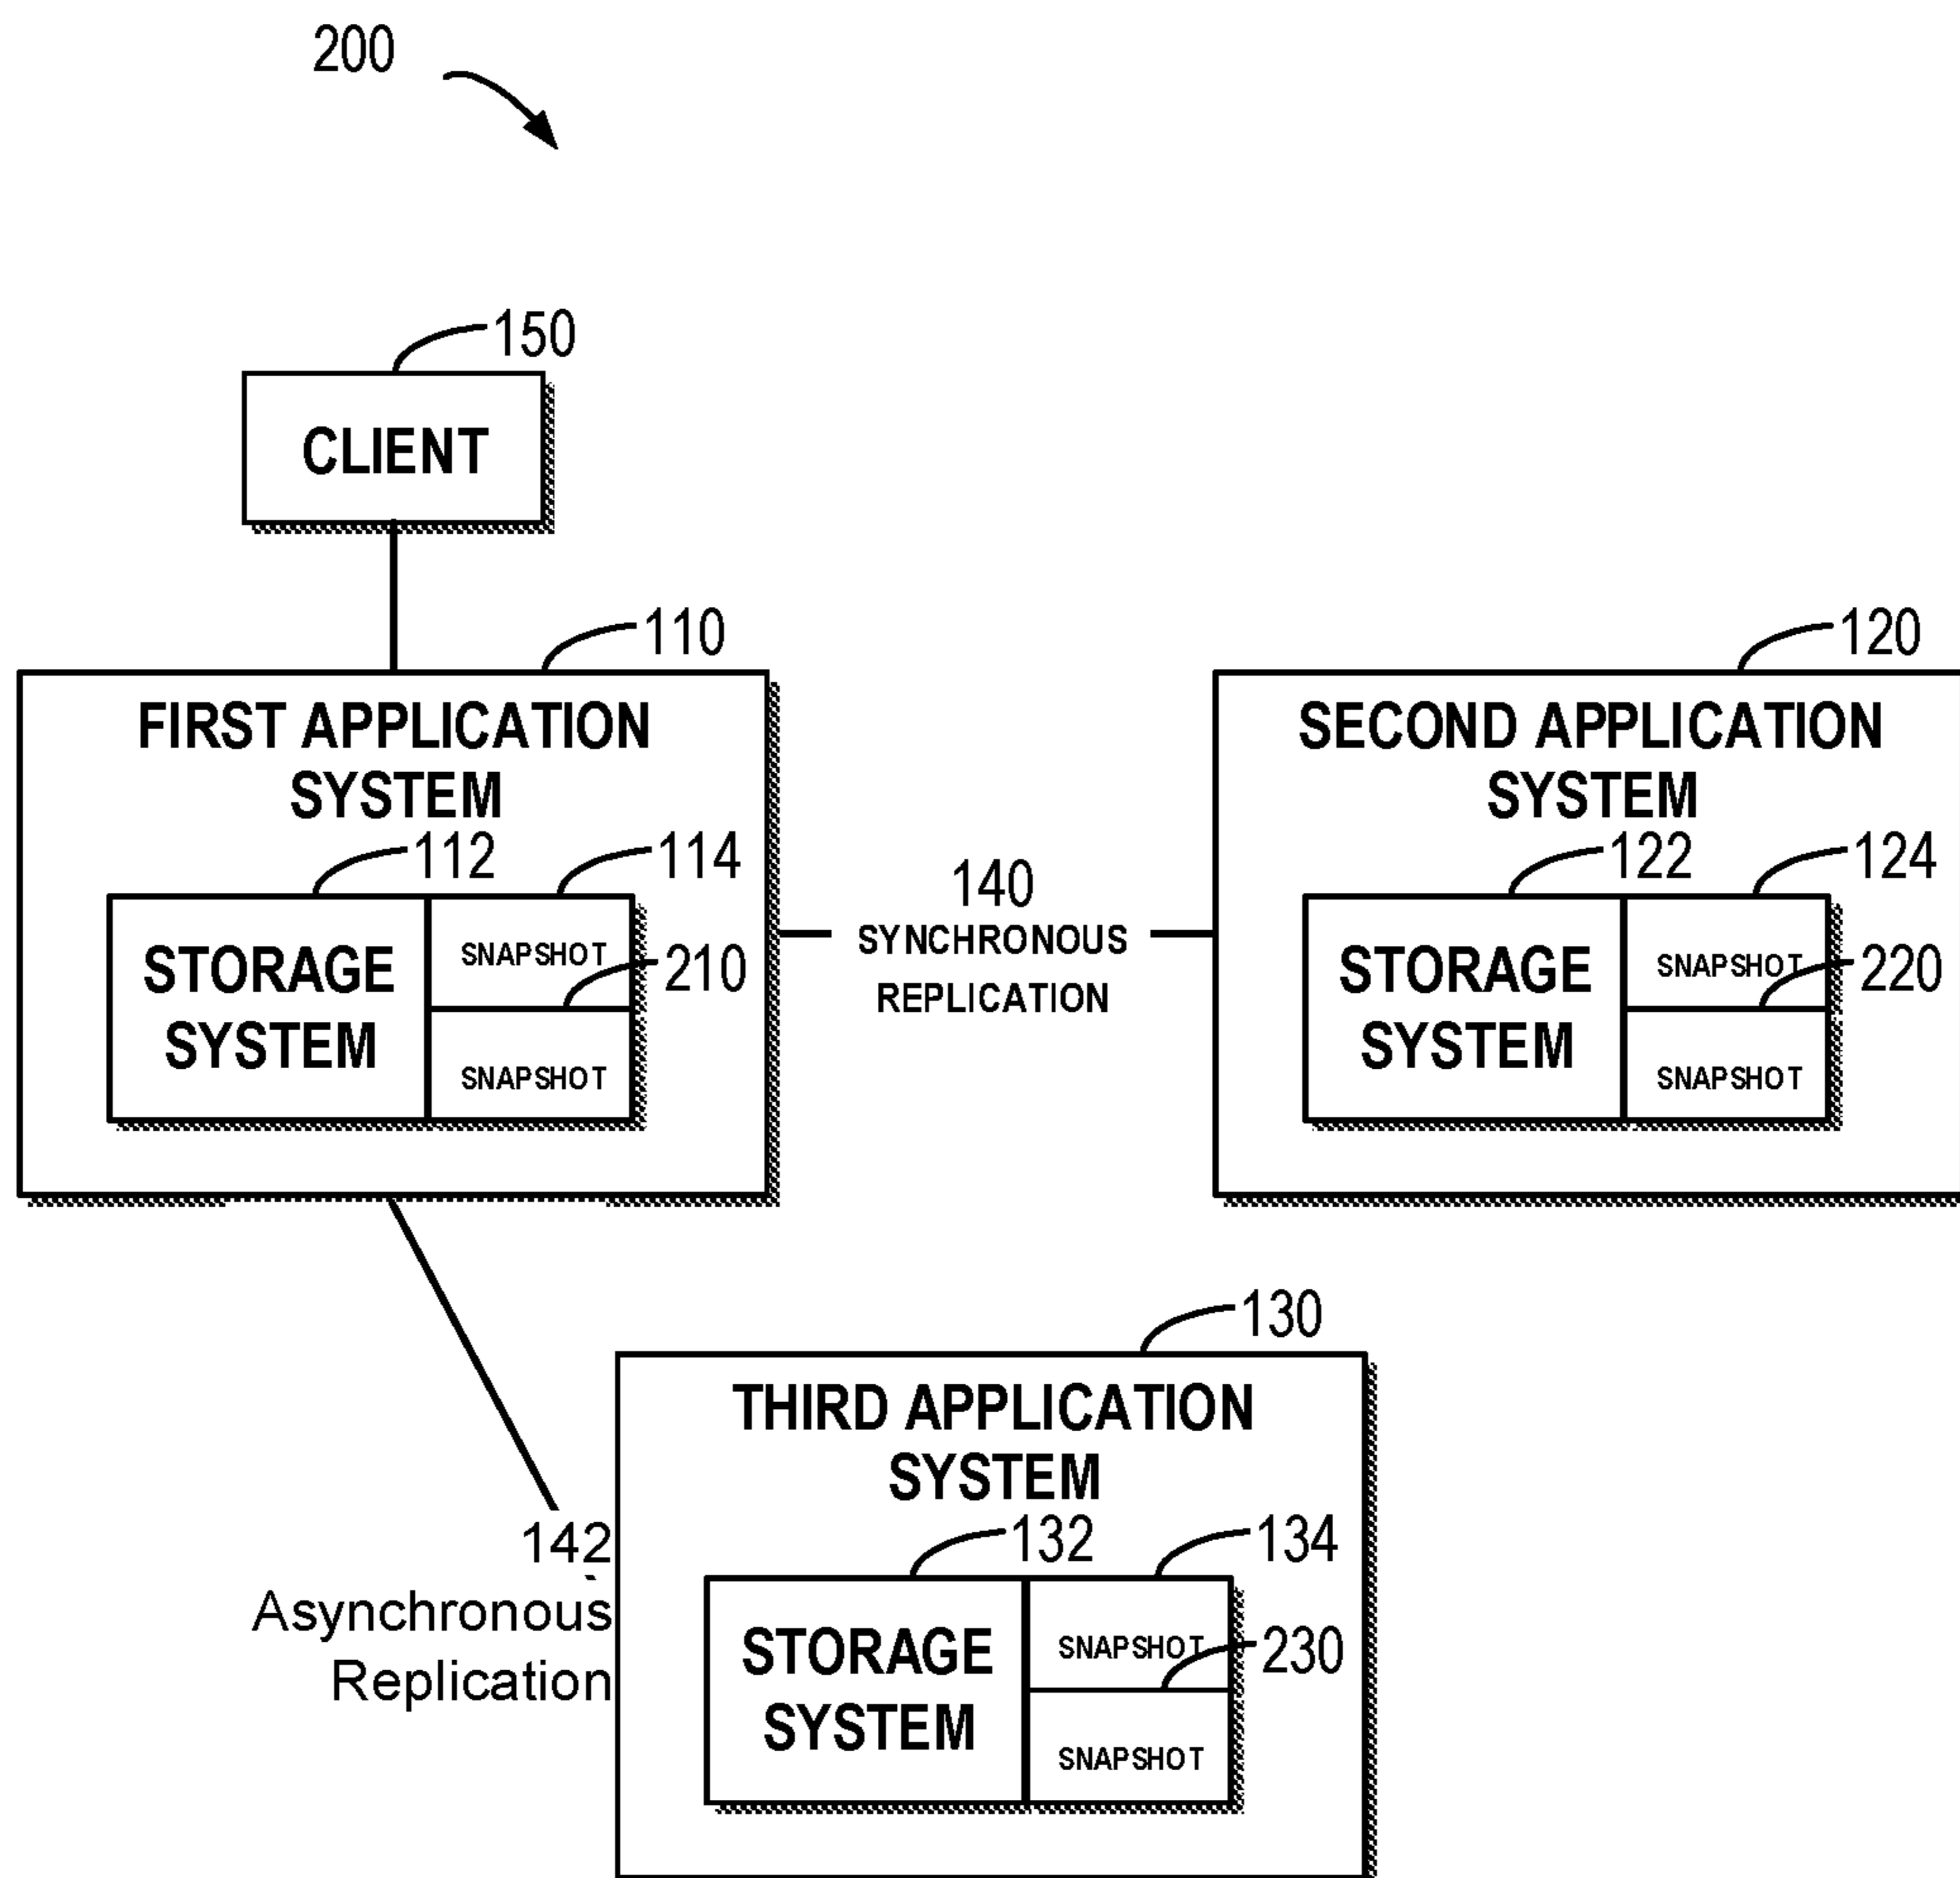 200
150
CLIENT
110
FIRST APPLICATION
SYSTEM
112
114
STORAGE
SYSTEM
SNAPSHOT
210
SNAPSHOT
140
SYNCHRONOUS
REPLICATION
120
SECOND APPLICATION
SYSTEM
122
124
STORAGE
SYSTEM
SNAPSHOT
220
SNAPSHOT
142
Asynchronous
Replication
130
THIRD APPLICATION
SYSTEM
132
134
STORAGE
SYSTEM
SNAPSHOT
230
SNAPSHOT